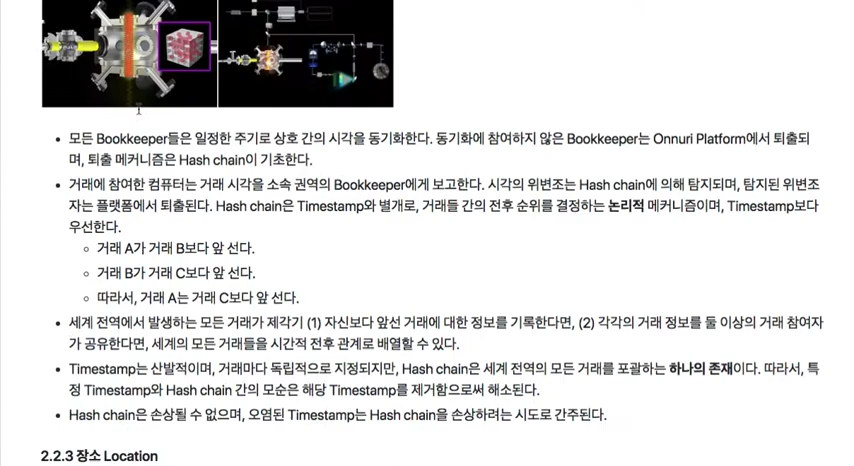 • 모든 Bookkeeper들은 일정한 주기로 상호 간의 시각을 동기화한다. 동기화에 참여하지 않은 Bookkeeper는 Onnuri Platform에서 퇴출되
며, 퇴출 메커니즘은 Hash chain이 기초한다.
• 거래에 참여한 컴퓨터는 거래 시각을 소속 권역의 Bookkeeper에게 보고한다. 시각의 위변조는 Hash chain에 의해 탐지되며, 탐지된 위변조
자는 플랫폼에서 퇴출된다. Hash chain은 Timestamp와 별개로, 거래들 간의 전후 순위를 결정하는 논리적 메커니즘이며, Timestamp보다
우선한다.
◦ 거래 A가 거래 B보다 앞 선다.
◦ 거래 B가 거래 C보다 앞 선다.
◦ 따라서, 거래 A는 거래 C보다 앞 선다.
• 세계 전역에서 발생하는 모든 거래가 제각기 (1) 자신보다 앞선 거래에 대한 정보를 기록한다면, (2) 각각의 거래 정보를 둘 이상의 거래 참여자
가 공유한다면, 세계의 모든 거래들을 시간적 전후 관계로 배열할 수 있다.
• Timestamp는 산발적이며, 거래마다 독립적으로 지정되지만, Hash chain은 세계 전역의 모든 거래를 포괄하는 하나의 존재이다. 따라서, 특
정 Timestamp와 Hash chain 간의 모순은 해당 Timestamp를 제거함으로써 해소된다.
• Hash chain은 손상될 수 없으며, 오염된 Timestamp는 Hash chain을 손상하려는 시도로 간주된다.
2.2.3 장소 Location